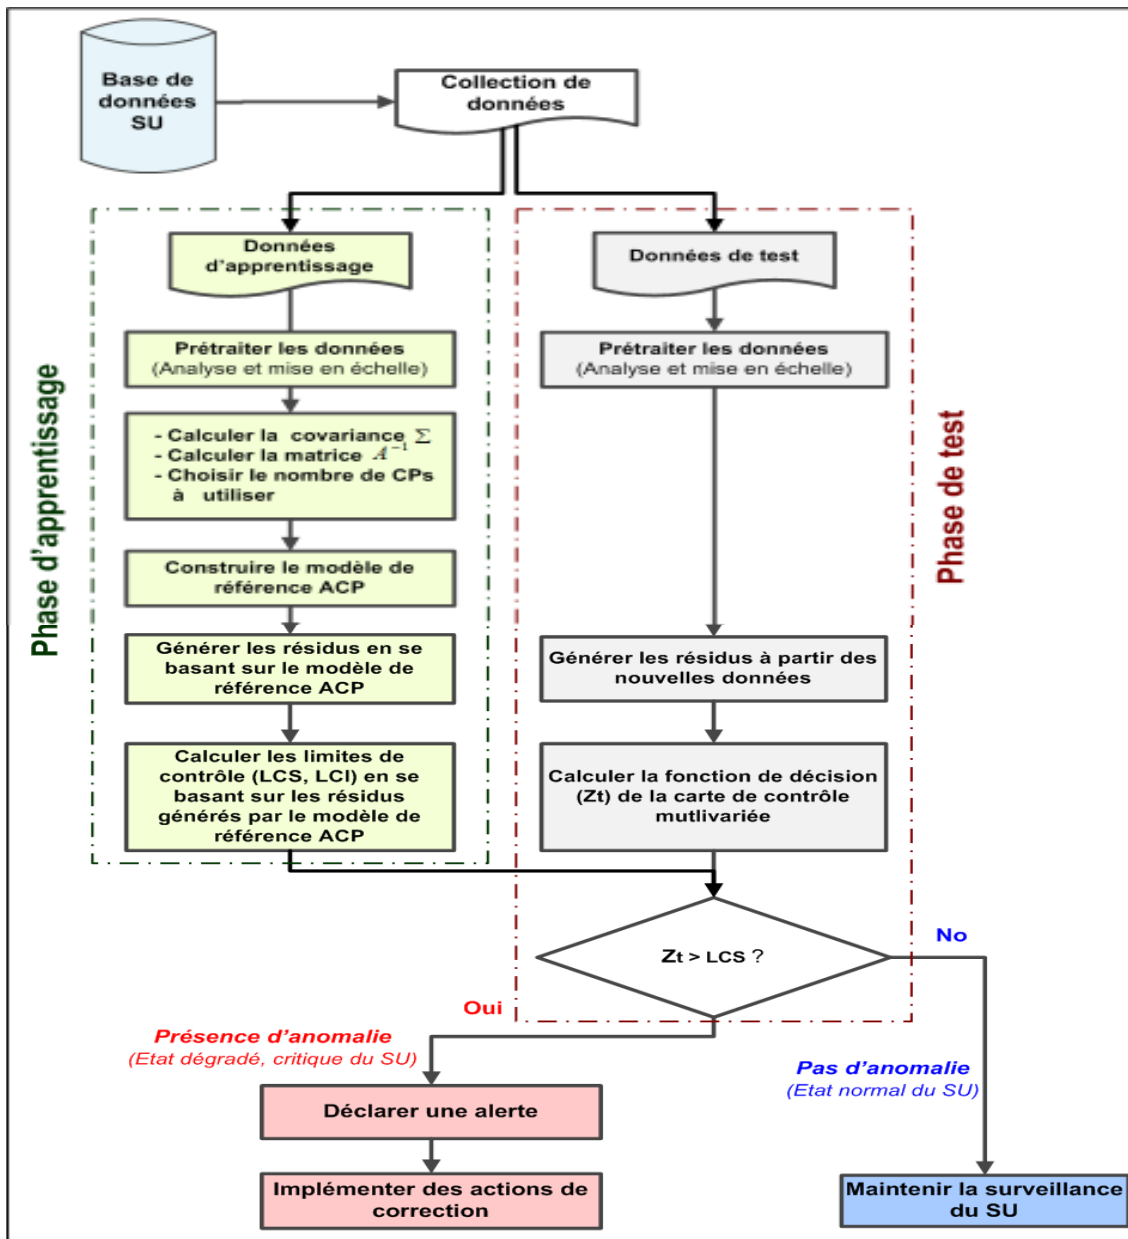 Base de
données
SU
Collection de
données
Données
d'apprentissage
Données de test
Prétraiter les données
(Analyse et mise en échelle)
Prétraiter les données
(Analyse et mise en échelle)
- Calculer la covariance Σ
- Calculer la matrice A⁻¹
- Choisir le nombre de CPs
à utiliser
Construire le modèle de
référence ACP
Générer les résidus en se
basant sur le modèle de
référence ACP
Générer les résidus à partir des
nouvelles données
Calculer les limites de
contrôle (LCS, LCI) en se
basant sur les résidus
générés par le modèle de
référence ACP
Calculer la fonction de décision
(Zt) de la carte de contrôle
mutlivariée
Phase d'apprentissage
Phase de test
Zt > LCS ?
No
Oui
Présence d'anomalie
(Etat dégradé, critique du SU)
Pas d'anomalie
(Etat normal du SU)
Déclarer une alerte
Implémenter des actions de
correction
Maintenir la surveillance
du SU